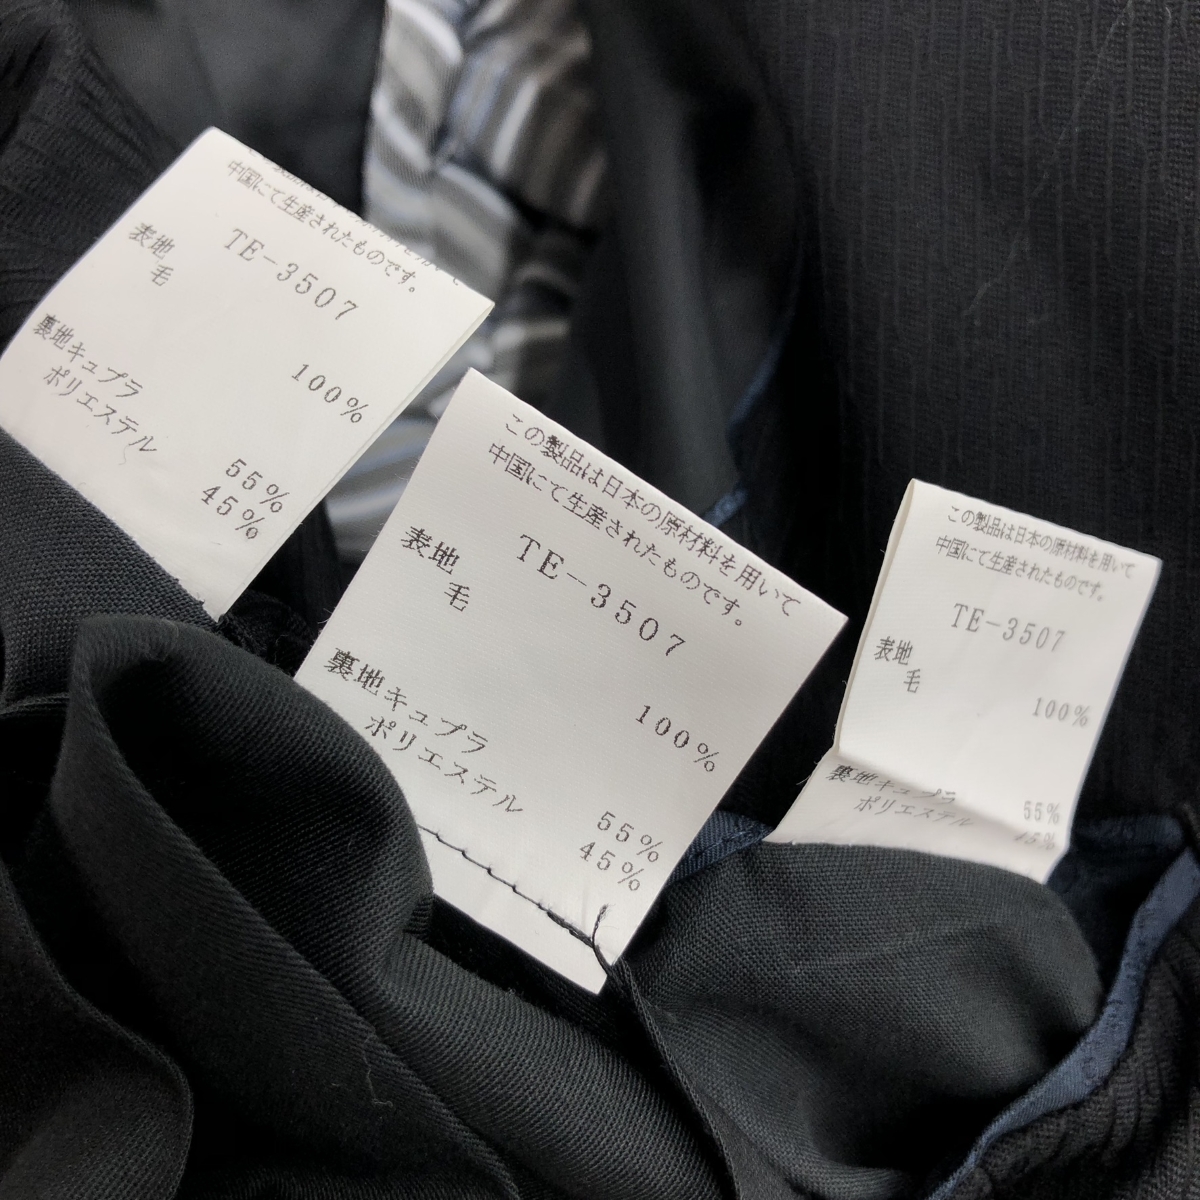 中国にて生産されたものです。
TE-3507
表地
毛
100%
裏地キュプラ
ポリエステル
55%
45%
この製品は日本の原材料を用いて
中国にて生産されたものです。
TE-3507
表地
毛
100%
裏地キュプラ
ポリエステル
55%
45%
この製品は日本の原材料を用いて
中国にて生産されたものです。
TE-3507
表地
毛
100%
裏地キュプラ
ポリエステル
55%
45%